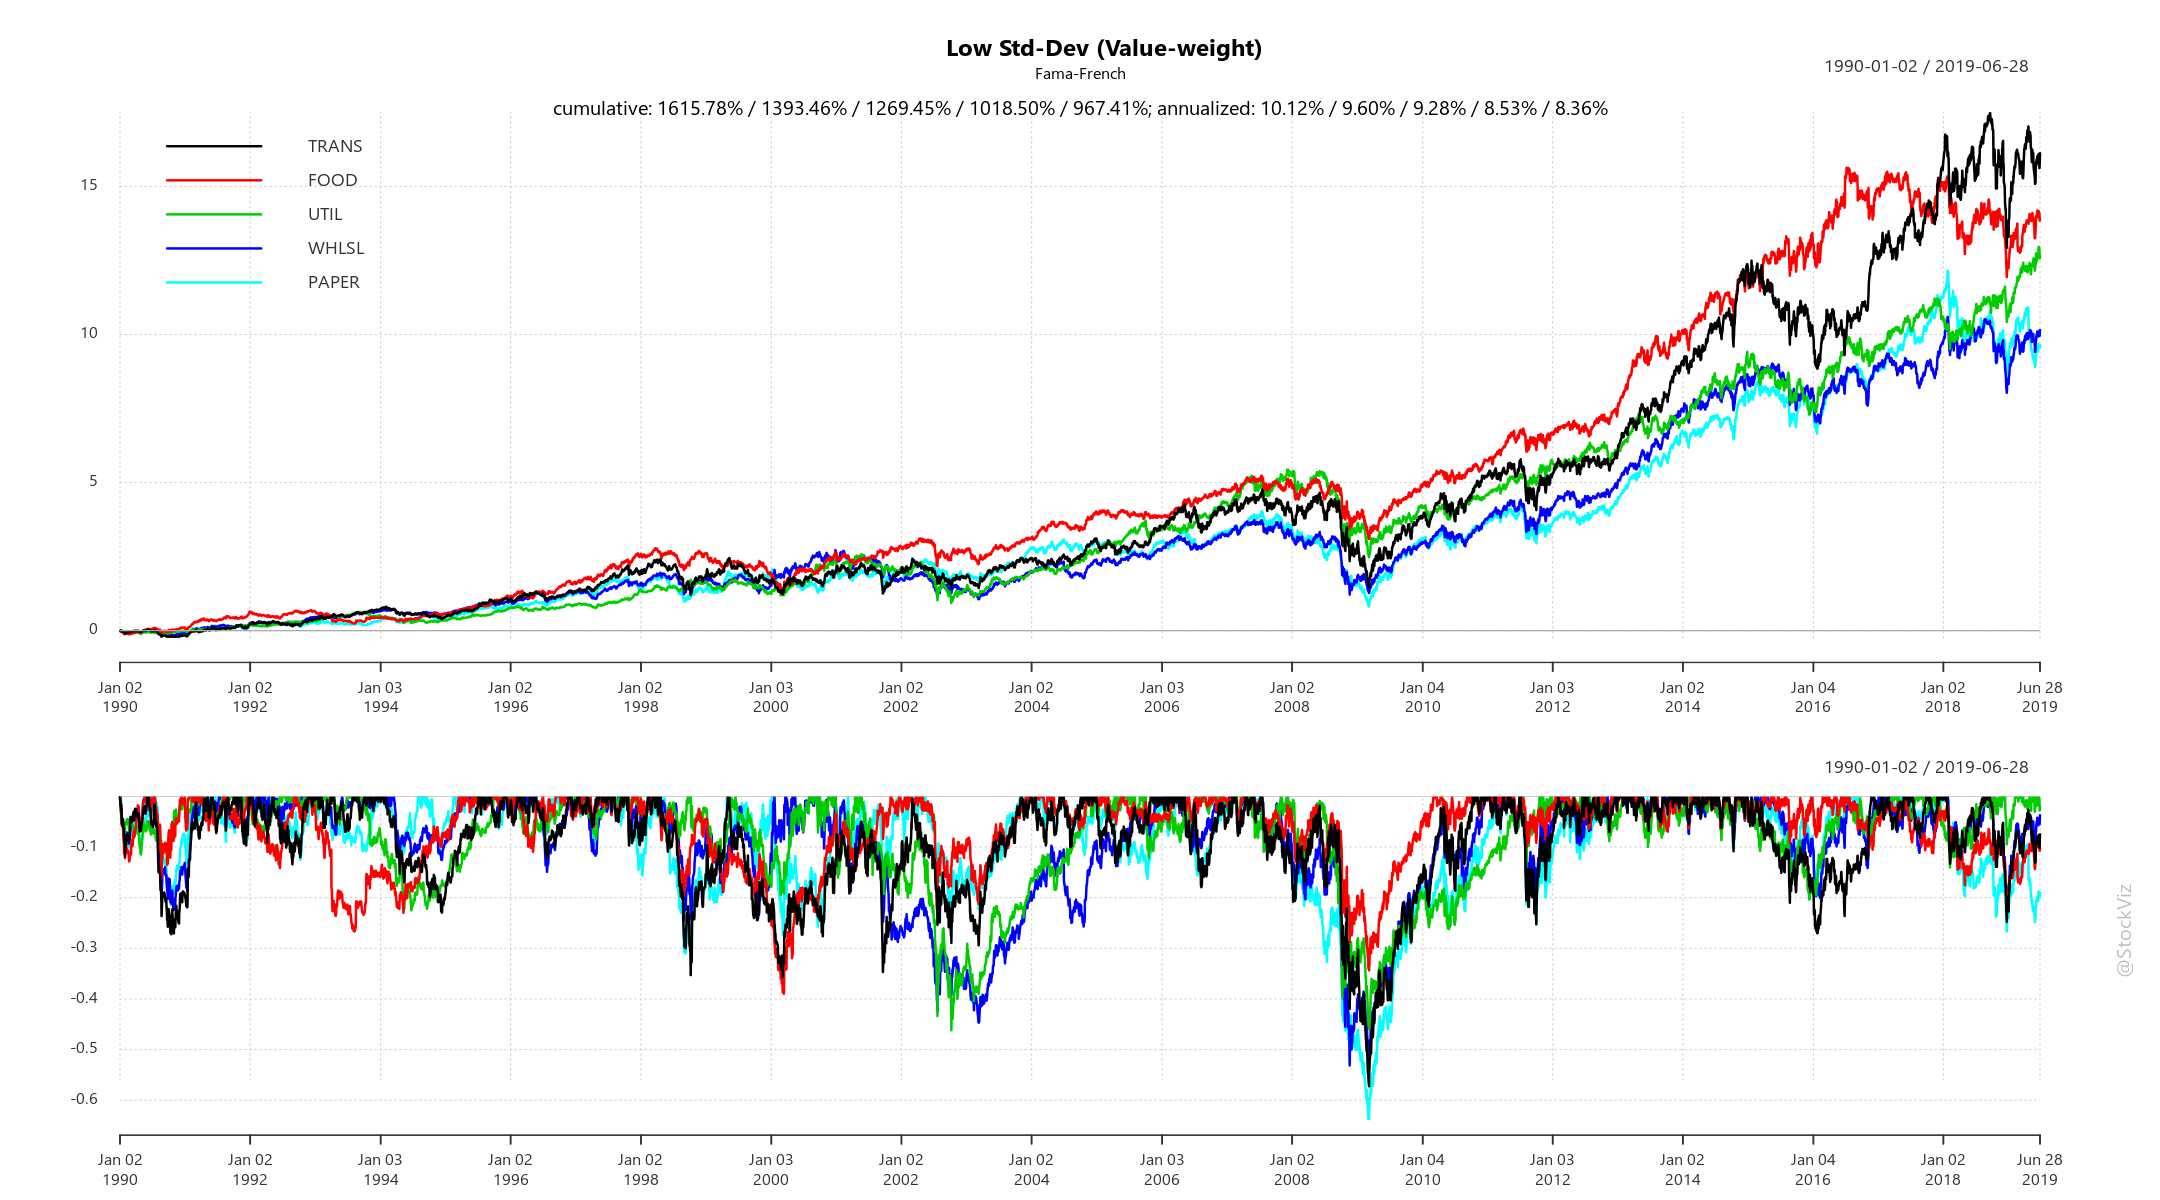 Low Std-Dev (Value-weight)
Fama-French
1990-01-02 / 2019-06-28
cumulative: 1615.78% / 1393.46% / 1269.45% / 1018.50% / 967.41%; annualized: 10.12% / 9.60% / 9.28% / 8.53% / 8.36%
TRANS
FOOD
UTIL
WHLSL
PAPER
15
10
5
0
Jan 02 Jan 02 Jan 03 Jan 02 Jan 02 Jan 03 Jan 02 Jan 02 Jan 03 Jan 02 Jan 04 Jan 03 Jan 02 Jan 04 Jan 02 Jun 28
1990 1992 1994 1996 1998 2000 2002 2004 2006 2008 2010 2012 2014 2016 2018 2019
1990-01-02 / 2019-06-28
-0.1
-0.2
-0.3
-0.4
-0.5
-0.6
Jan 02 Jan 02 Jan 03 Jan 02 Jan 02 Jan 03 Jan 02 Jan 02 Jan 03 Jan 02 Jan 04 Jan 03 Jan 02 Jan 04 Jan 02 Jun 28
1990 1992 1994 1996 1998 2000 2002 2004 2006 2008 2010 2012 2014 2016 2018 2019
@StockViz